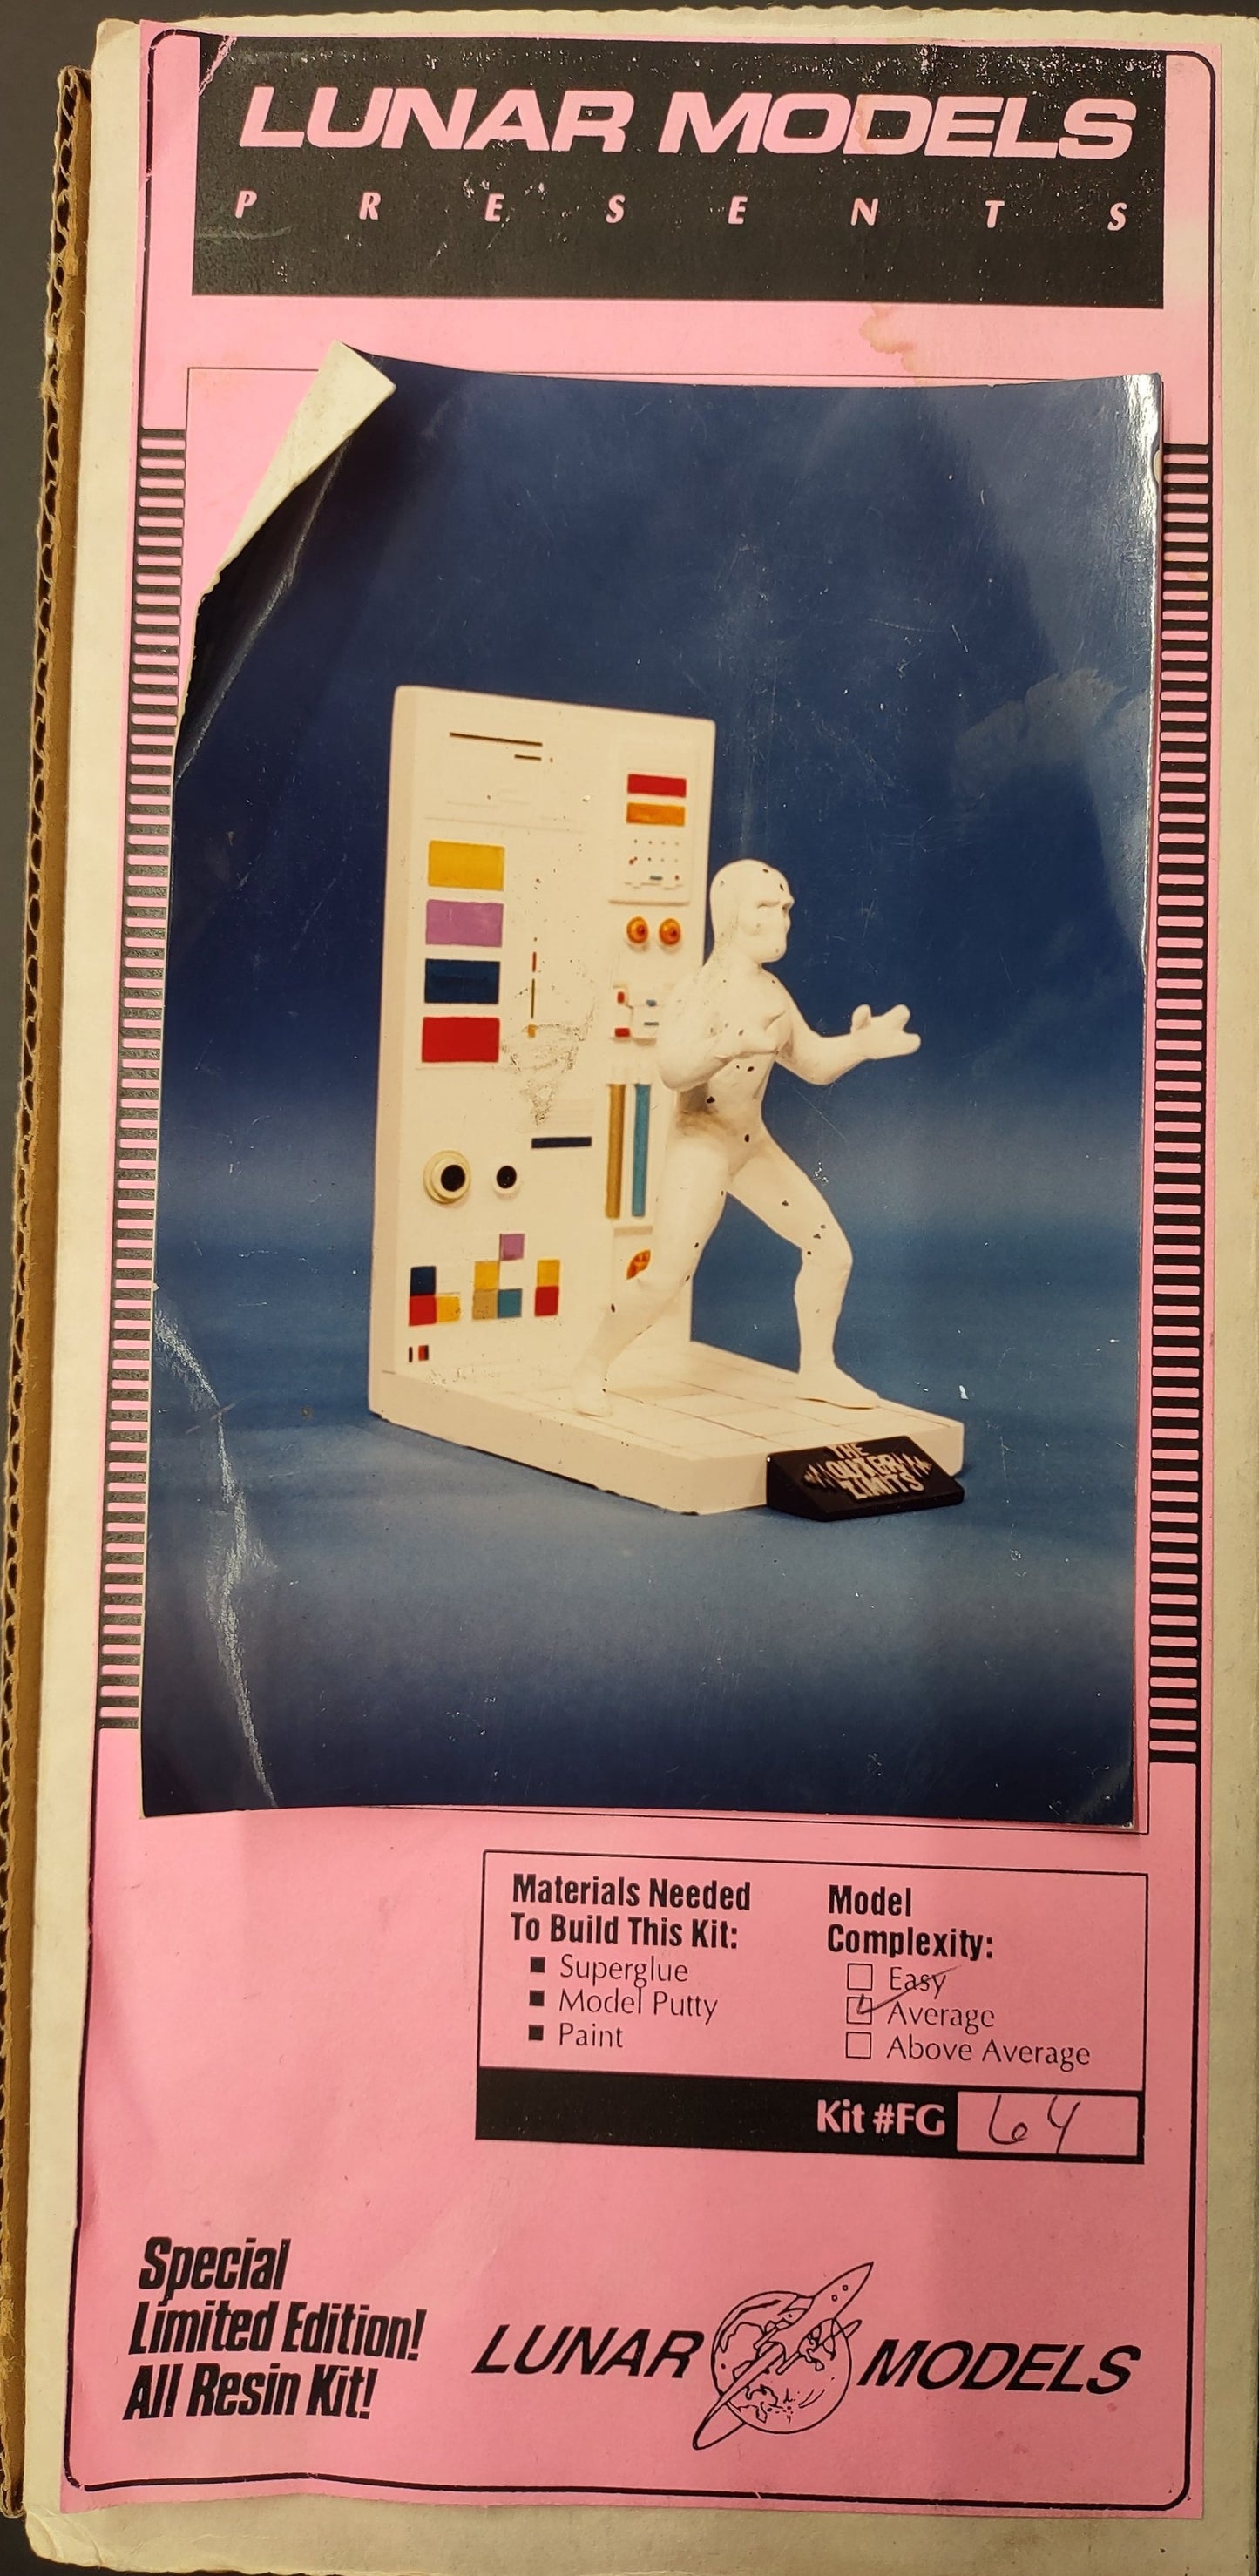 LUNAR MODELS
PRESENTS
THE
OUTER
LIMITS
Materials Needed
To Build This Kit:
■ Superglue
■ Model Putty
■ Paint
Model
Complexity:
☐ Easy
☑ Average
☐ Above Average
Kit #FG 64
Special
Limited Edition!
All Resin Kit!
LUNAR MODELS